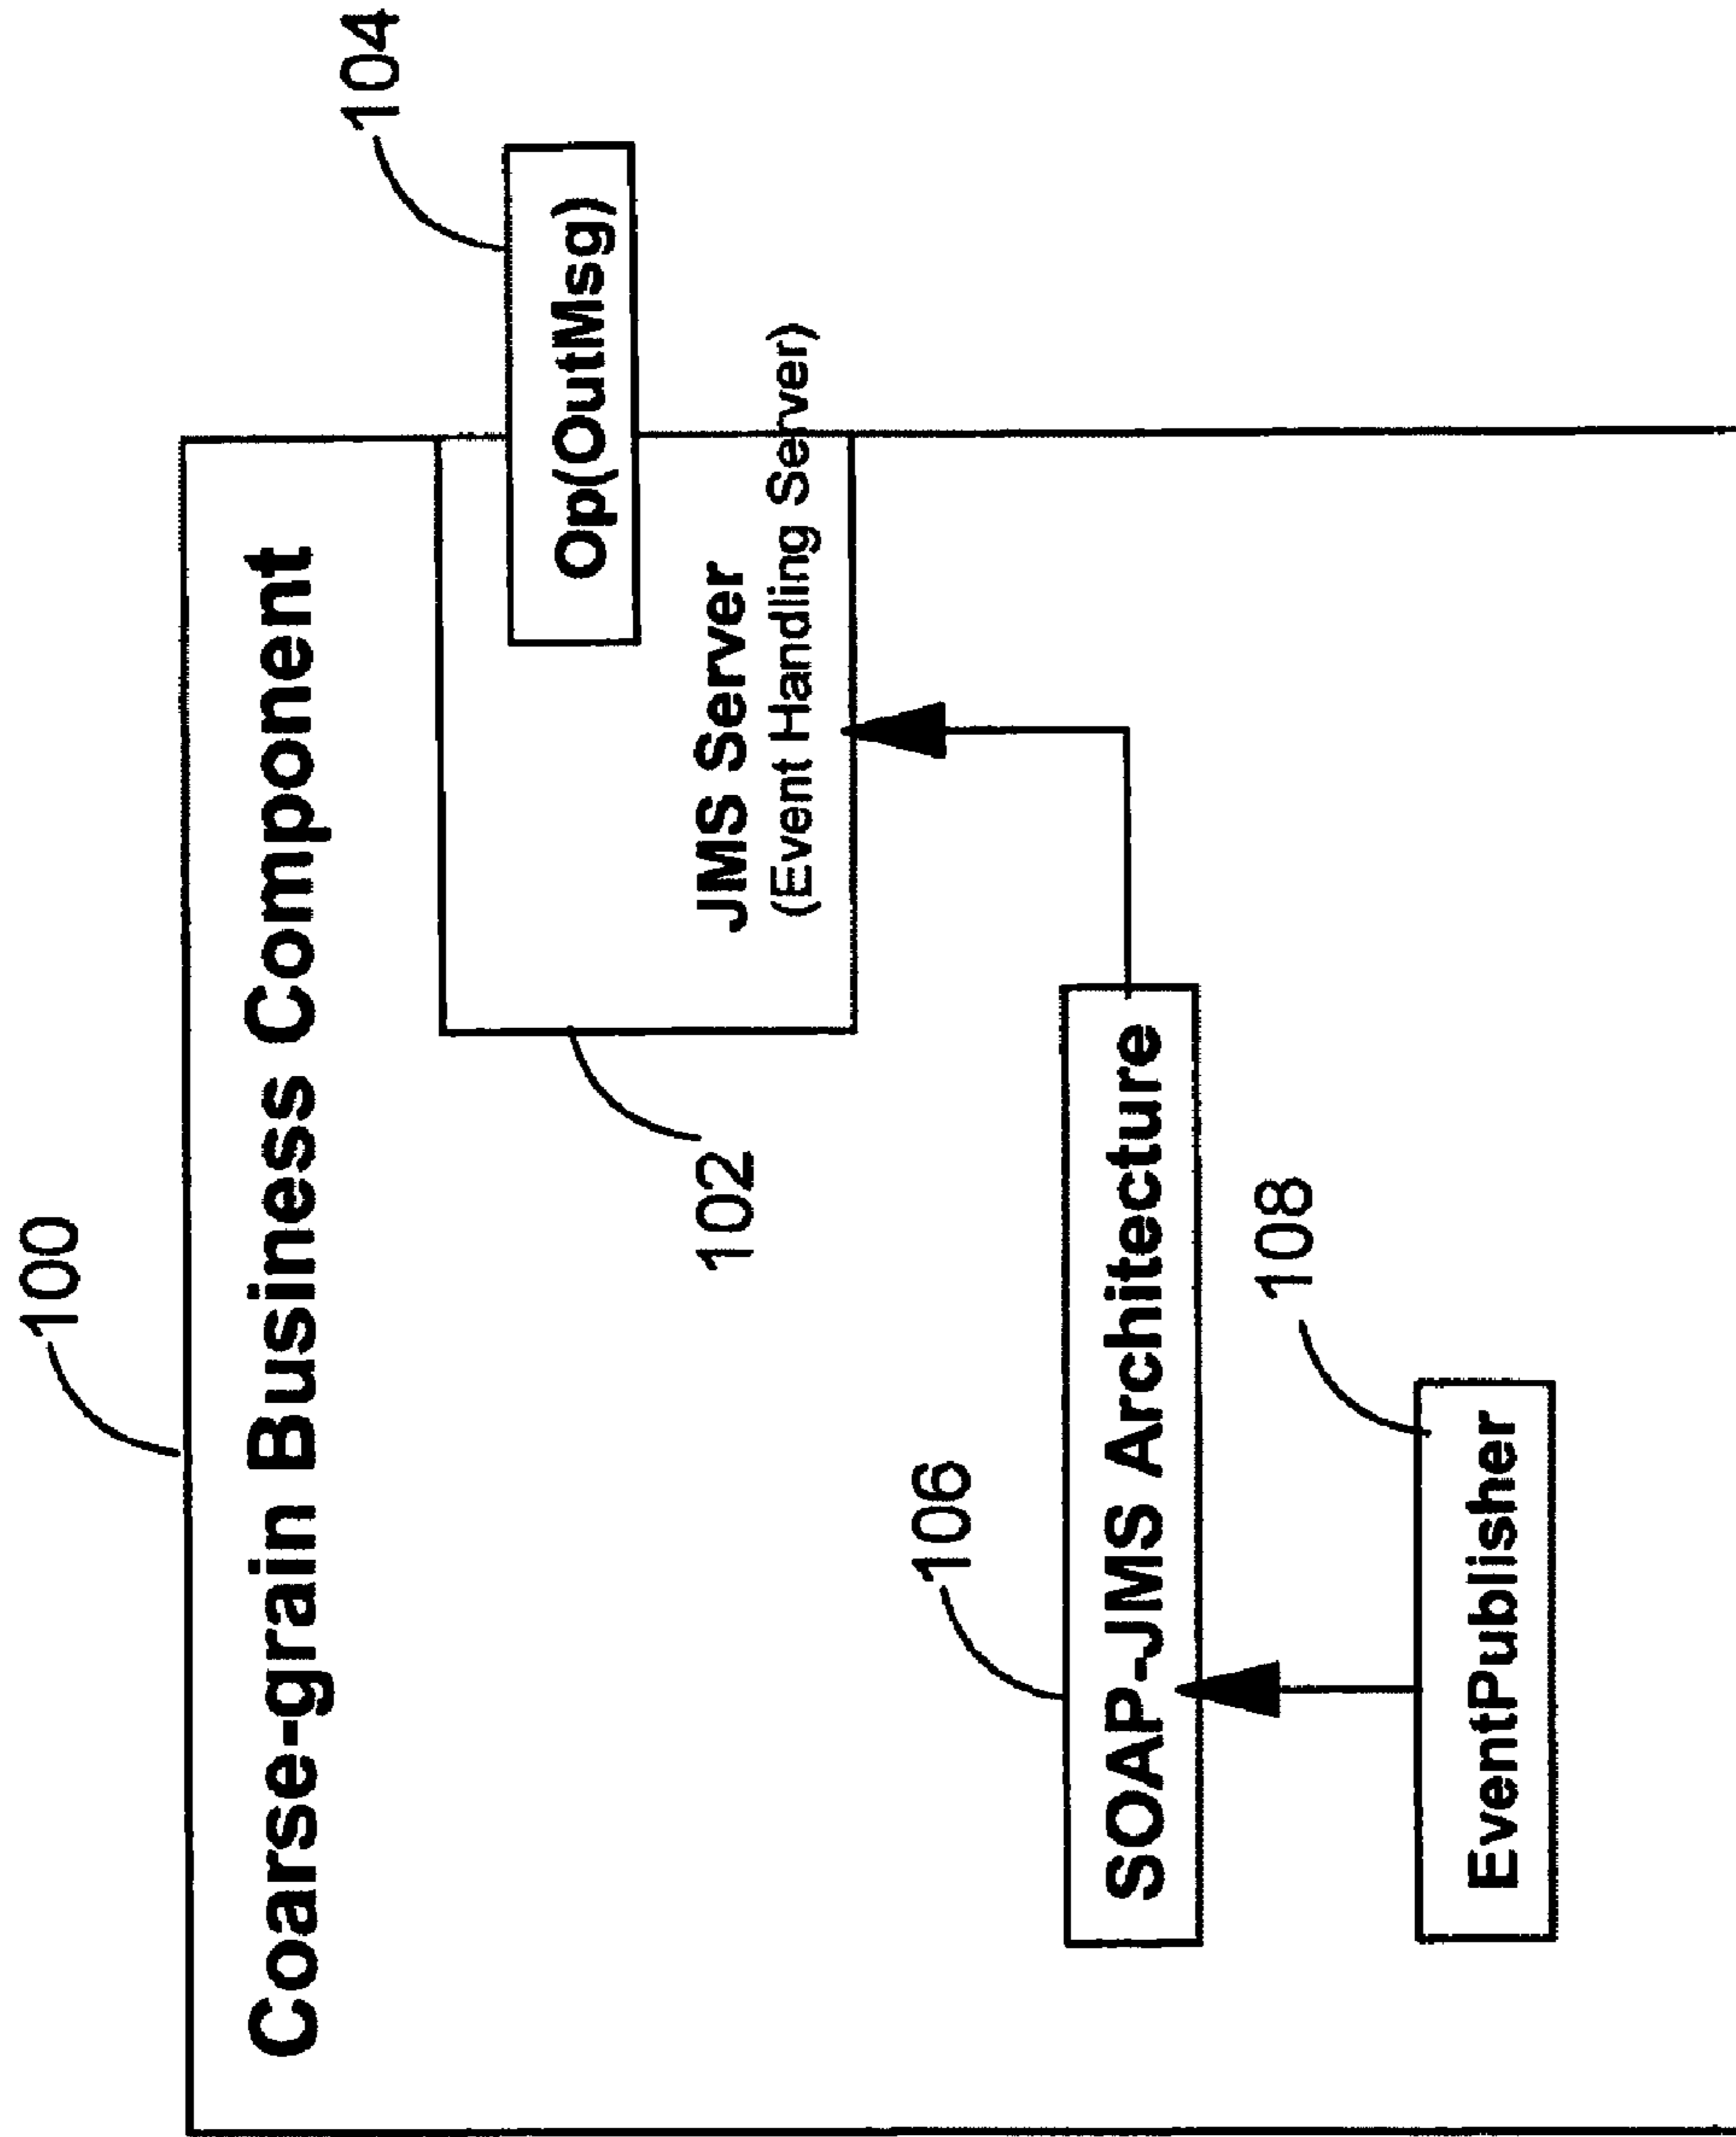 100
Coarse-grain Business Component
104
Op(OutMsg)
JMS Server
(Event Handling Server)
102
106
SOAP-JMS Architecture
108
EventPublisher